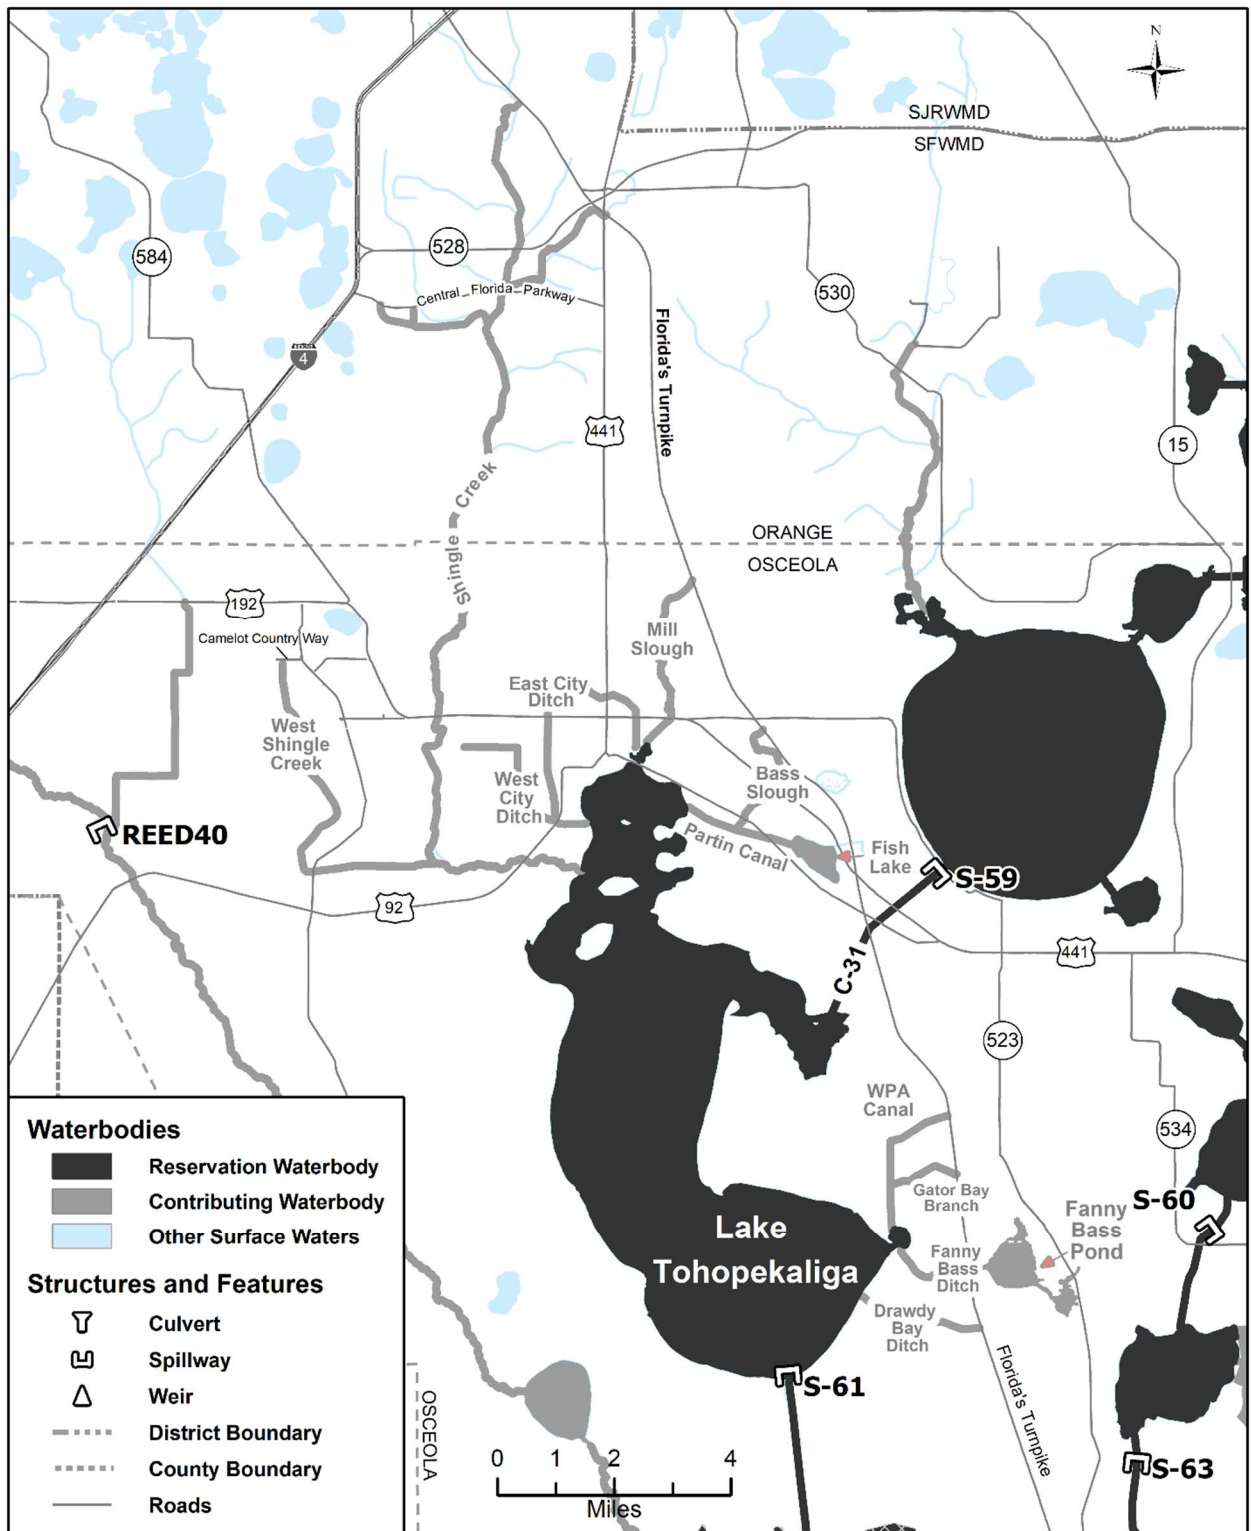 N
SJRWMD
SFWMD
584
528
Central Florida Parkway
530
4
Florida's Turnpike
441
15
Shingle Creek
ORANGE
OSCEOLA
192
Camelot Country Way
Mill
Slough
East City
Ditch
West
Shingle
Creek
West
City
Ditch
Bass
Slough
REED40
Partin Canal
Fish
Lake
S-59
92
C-31
441
523
WPA
Canal
534
Gator Bay
Branch
S-60
Fanny
Bass
Pond
Lake
Tohopekaliga
Fanny
Bass
Ditch
Drawdy
Bay
Ditch
Florida's Turnpike
S-61
S-63
OSCEOLA
0 1 2 4
Miles
Waterbodies
Reservation Waterbody
Contributing Waterbody
Other Surface Waters
Structures and Features
Culvert
Spillway
Weir
District Boundary
County Boundary
Roads